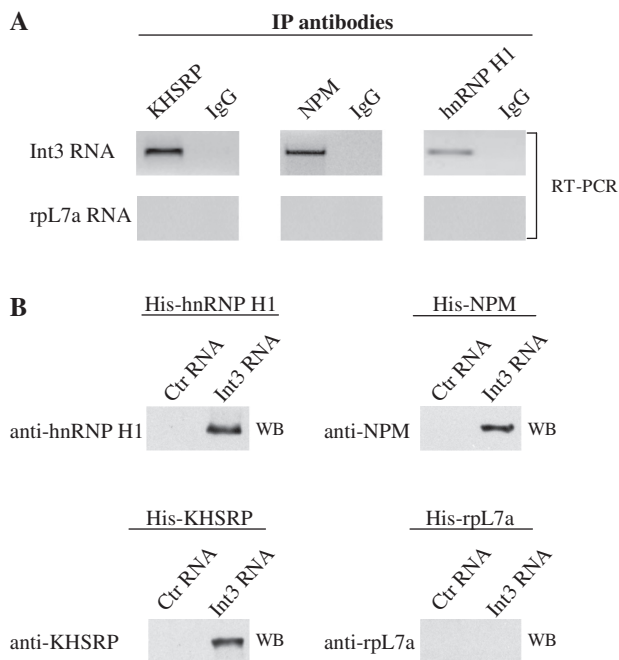 A
IP antibodies
KHSRP IgG NPM IgG hnRNP H1 IgG
Int3 RNA
rpL7a RNA
RT-PCR
B
His-hnRNP H1 His-NPM
Ctr RNA Int3 RNA Ctr RNA Int3 RNA
anti-hnRNP H1 WB anti-NPM WB
His-KHSRP His-rpL7a
Ctr RNA Int3 RNA Ctr RNA Int3 RNA
anti-KHSRP WB anti-rpL7a WB